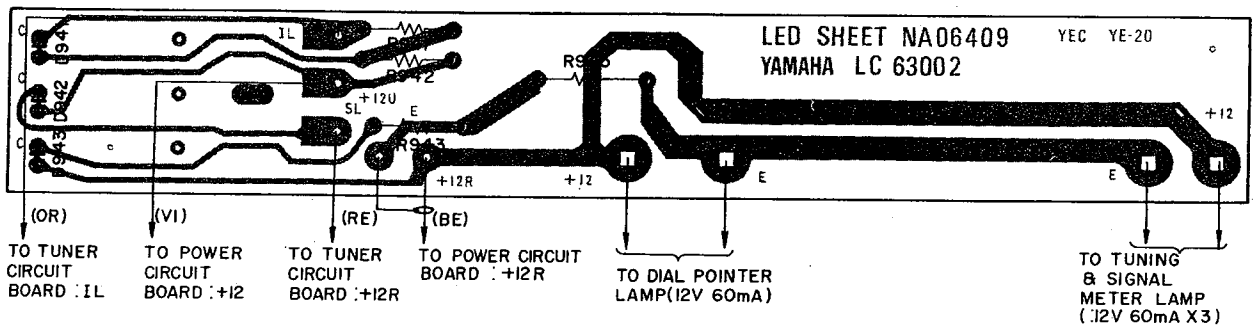 LED SHEET NA06409
YEC YE-20
YAMAHA LC 63002
IL
D942
D943
R942
R943
+12U
SL
E
+12R
+12
E
E
+12
(OR)
(VI)
(RE)
(BE)
TO TUNER
CIRCUIT
BOARD : IL
TO POWER
CIRCUIT
BOARD : +12
TO TUNER
CIRCUIT
BOARD : +12R
TO POWER CIRCUIT
BOARD : +12R
TO DIAL POINTER
LAMP(12V 60mA)
TO TUNING
& SIGNAL
METER LAMP
(:12V 60mA X3)